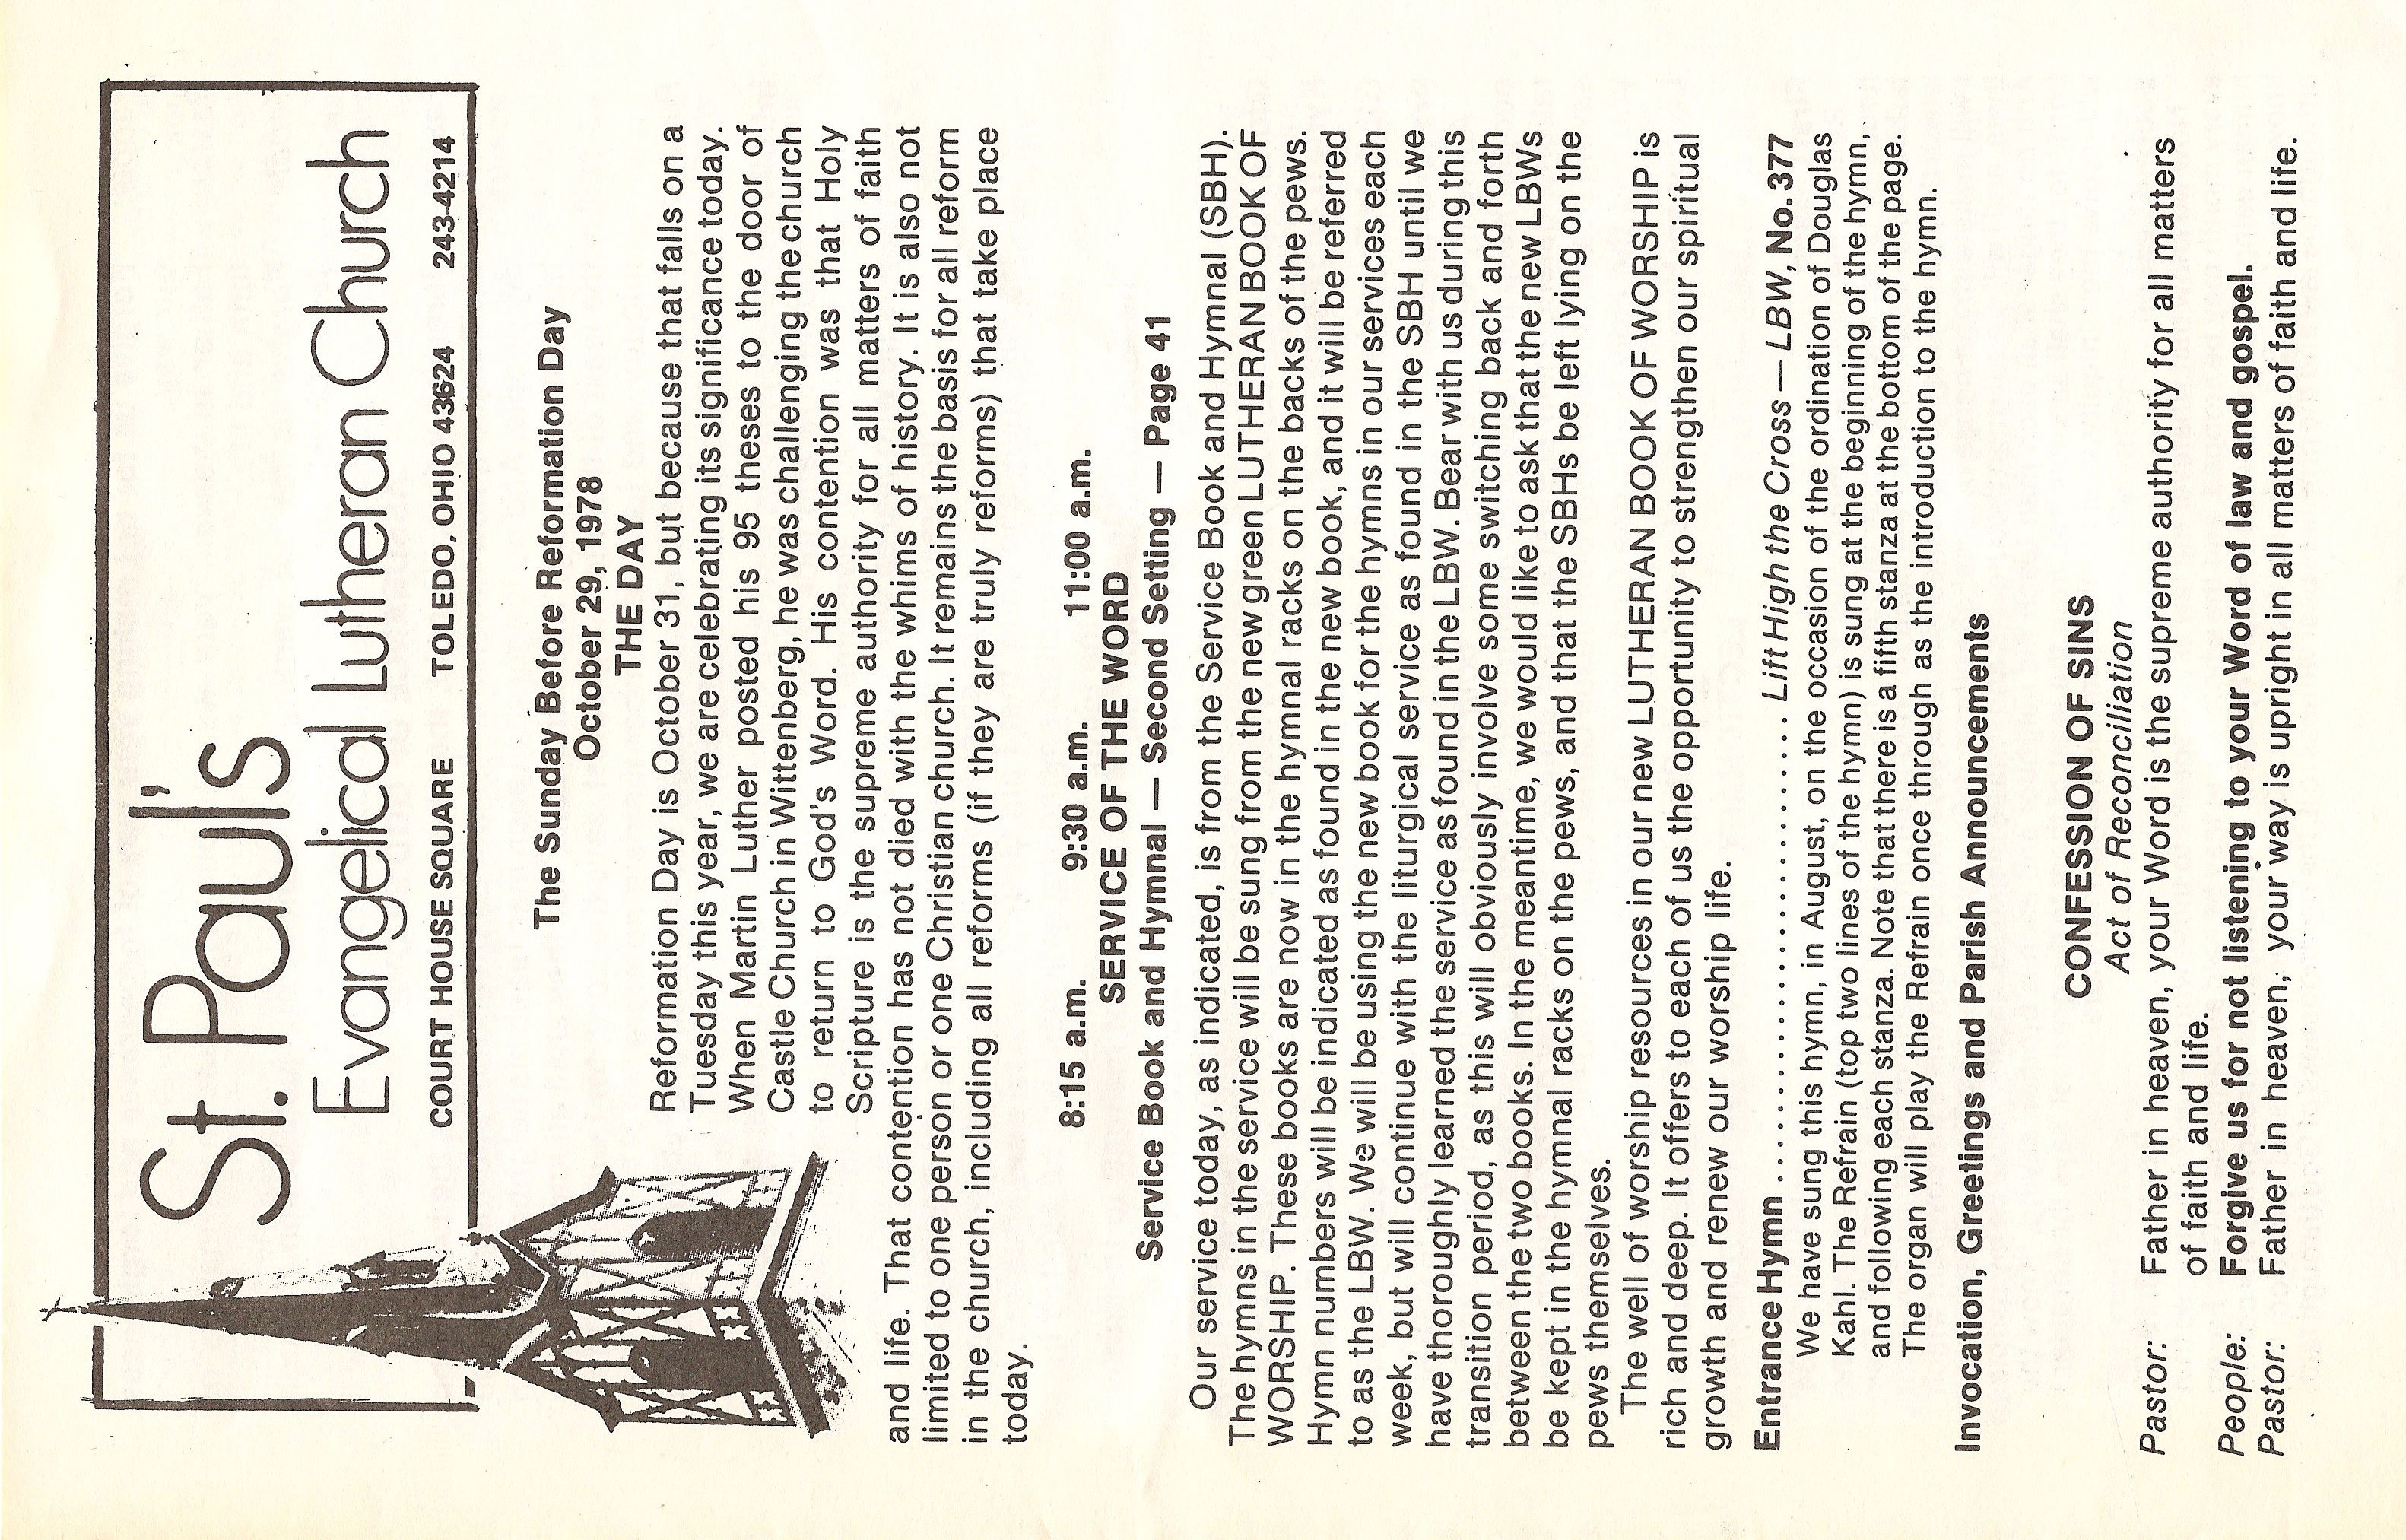 St. Paul's
Evangelical Lutheran Church
COURT HOUSE SQUARE TOLEDO, OHIO 43624 243-4214
The Sunday Before Reformation Day
October 29, 1978
THE DAY
Reformation Day is October 31, but because that falls on a
Tuesday this year, we are celebrating its significance today.
When Martin Luther posted his 95 theses to the door of
Castle Church in Wittenberg, he was challenging the church
to return to God's Word. His contention was that Holy
Scripture is the supreme authority for all matters of faith
and life. That contention has not died with the whims of history. It is also not
limited to one person or one Christian church. It remains the basis for all reform
in the church, including all reforms (if they are truly reforms) that take place
today.
8:15 a.m. 9:30 a.m. 11:00 a.m.
SERVICE OF THE WORD
Service Book and Hymnal — Second Setting — Page 41
Our service today, as indicated, is from the Service Book and Hymnal (SBH).
The hymns in the service will be sung from the new green LUTHERAN BOOK OF
WORSHIP. These books are now in the hymnal racks on the backs of the pews.
Hymn numbers will be indicated as found in the new book, and it will be referred
to as the LBW. We will be using the new book for the hymns in our services each
week, but will continue with the liturgical service as found in the SBH until we
have thoroughly learned the service as found in the LBW. Bear with us during this
transition period, as this will obviously involve some switching back and forth
between the two books. In the meantime, we would like to ask that the new LBWs
be kept in the hymnal racks on the pews, and that the SBHs be left lying on the
pews themselves.
The well of worship resources in our new LUTHERAN BOOK OF WORSHIP is
rich and deep. It offers to each of us the opportunity to strengthen our spiritual
growth and renew our worship life.
Entrance Hymn .............................. Lift High the Cross — LBW, No. 377
We have sung this hymn, in August, on the occasion of the ordination of Douglas
Kahl. The Refrain (top two lines of the hymn) is sung at the beginning of the hymn,
and following each stanza. Note that there is a fifth stanza at the bottom of the page.
The organ will play the Refrain once through as the introduction to the hymn.
Invocation, Greetings and Parish Announcements
CONFESSION OF SINS
Act of Reconciliation
Pastor: Father in heaven, your Word is the supreme authority for all matters
of faith and life.
People: Forgive us for not listening to your Word of law and gospel.
Pastor: Father in heaven, your way is upright in all matters of faith and life.